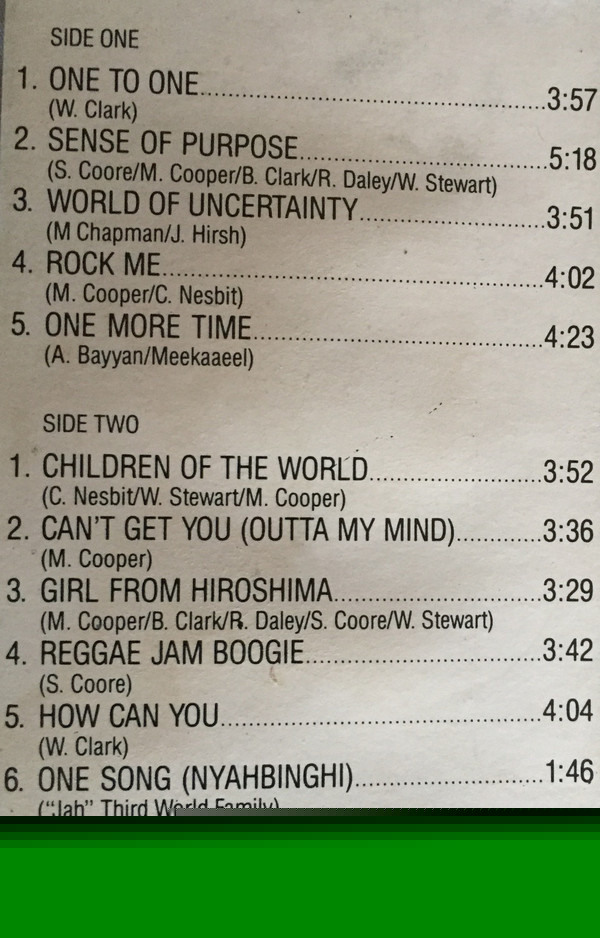 SIDE ONE
1. ONE TO ONE..........3:57
(W. Clark)
2. SENSE OF PURPOSE..........5:18
(S. Coore/M. Cooper/B. Clark/R. Daley/W. Stewart)
3. WORLD OF UNCERTAINTY..........3:51
(M Chapman/J. Hirsh)
4. ROCK ME..........4:02
(M. Cooper/C. Nesbit)
5. ONE MORE TIME..........4:23
(A. Bayyan/Meekaaeel)
SIDE TWO
1. CHILDREN OF THE WORLD..........3:52
(C. Nesbit/W. Stewart/M. Cooper)
2. CAN'T GET YOU (OUTTA MY MIND)..........3:36
(M. Cooper)
3. GIRL FROM HIROSHIMA..........3:29
(M. Cooper/B. Clark/R. Daley/S. Coore/W. Stewart)
4. REGGAE JAM BOOGIE..........3:42
(S. Coore)
5. HOW CAN YOU..........4:04
(W. Clark)
6. ONE SONG (NYAHBINGHI)..........1:46
("Jah" Third World Family)